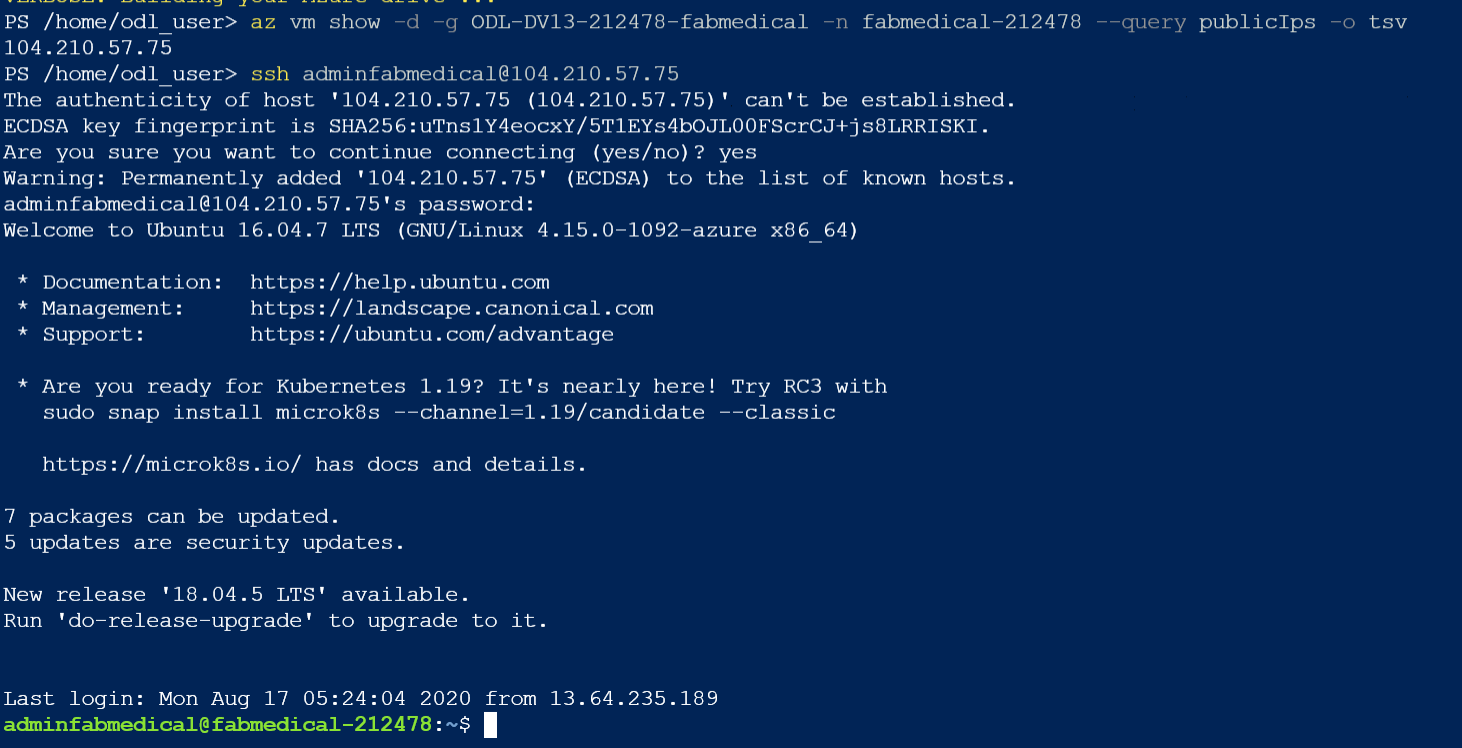 VERBOSE: Building your Azure drive ...
PS /home/odl_user> az vm show -d -g ODL-DV13-212478-fabmedical -n fabmedical-212478 --query publicIps -o tsv
104.210.57.75
PS /home/odl_user> ssh adminfabmedical@104.210.57.75
The authenticity of host '104.210.57.75 (104.210.57.75)' can't be established.
ECDSA key fingerprint is SHA256:uTns1Y4eocxY/5T1EYs4bOJL00FScrCJ+js8LRRISKI.
Are you sure you want to continue connecting (yes/no)? yes
Warning: Permanently added '104.210.57.75' (ECDSA) to the list of known hosts.
adminfabmedical@104.210.57.75's password:
Welcome to Ubuntu 16.04.7 LTS (GNU/Linux 4.15.0-1092-azure x86_64)
* Documentation:  https://help.ubuntu.com
* Management:     https://landscape.canonical.com
* Support:        https://ubuntu.com/advantage
* Are you ready for Kubernetes 1.19? It's nearly here! Try RC3 with
sudo snap install microk8s --channel=1.19/candidate --classic
https://microk8s.io/ has docs and details.
7 packages can be updated.
5 updates are security updates.
New release '18.04.5 LTS' available.
Run 'do-release-upgrade' to upgrade to it.
Last login: Mon Aug 17 05:24:04 2020 from 13.64.235.189
adminfabmedical@fabmedical-212478:~$